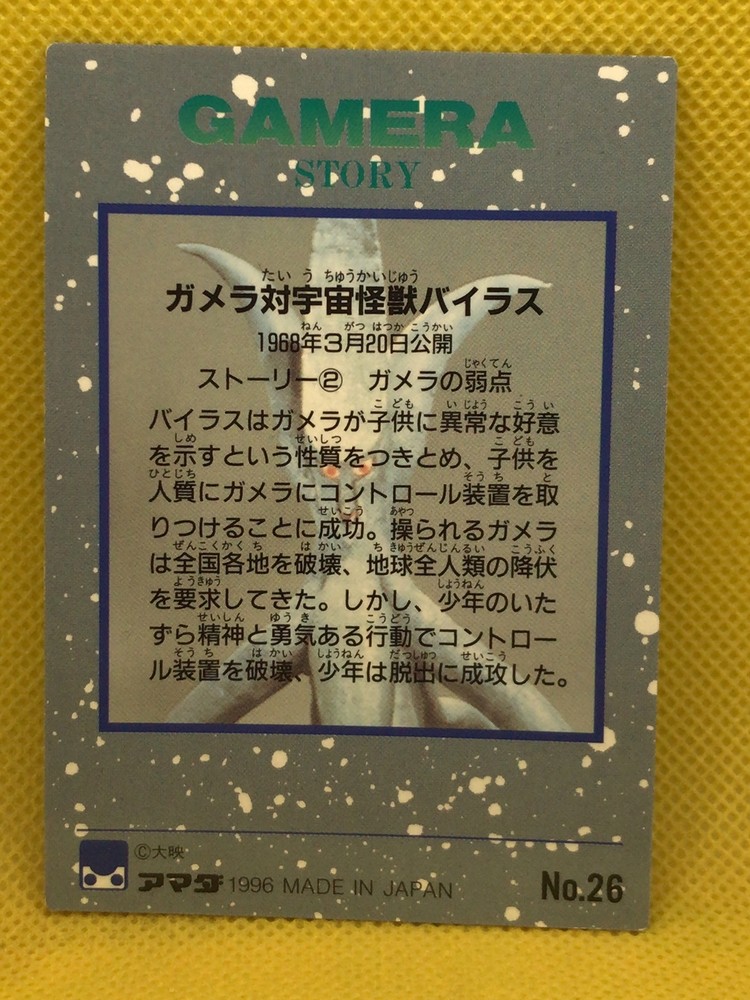 GAMERA
STORY
たい う ちゅうかいじゅう
ガメラ対宇宙怪獣バイラス
ねん がつ はつか こうかい
1968年3月20日公開
じゃくてん
ストーリー② ガメラの弱点
こ ども い じょう こう い
バイラスはガメラが子供に異常な好意
しめ せいしつ こ ども
を示すという性質をつきとめ、子供を
ひとじち そう ち と
人質にガメラにコントロール装置を取
せいこう あやつ
りつけることに成功。操られるガメラ
ぜんこくかく ち は かい ち きゅうぜんじんるい こうふく
は全国各地を破壊、地球全人類の降伏
ようきゅう しょうねん
を要求してきた。しかし、少年のいた
せいしん ゆう き こうどう
ずら精神と勇気ある行動でコントロー
そう ち は かい しょうねん だっしゅつ せいこう
ル装置を破壊、少年は脱出に成攻した。
©大映
アマダ 1996 MADE IN JAPAN
No.26